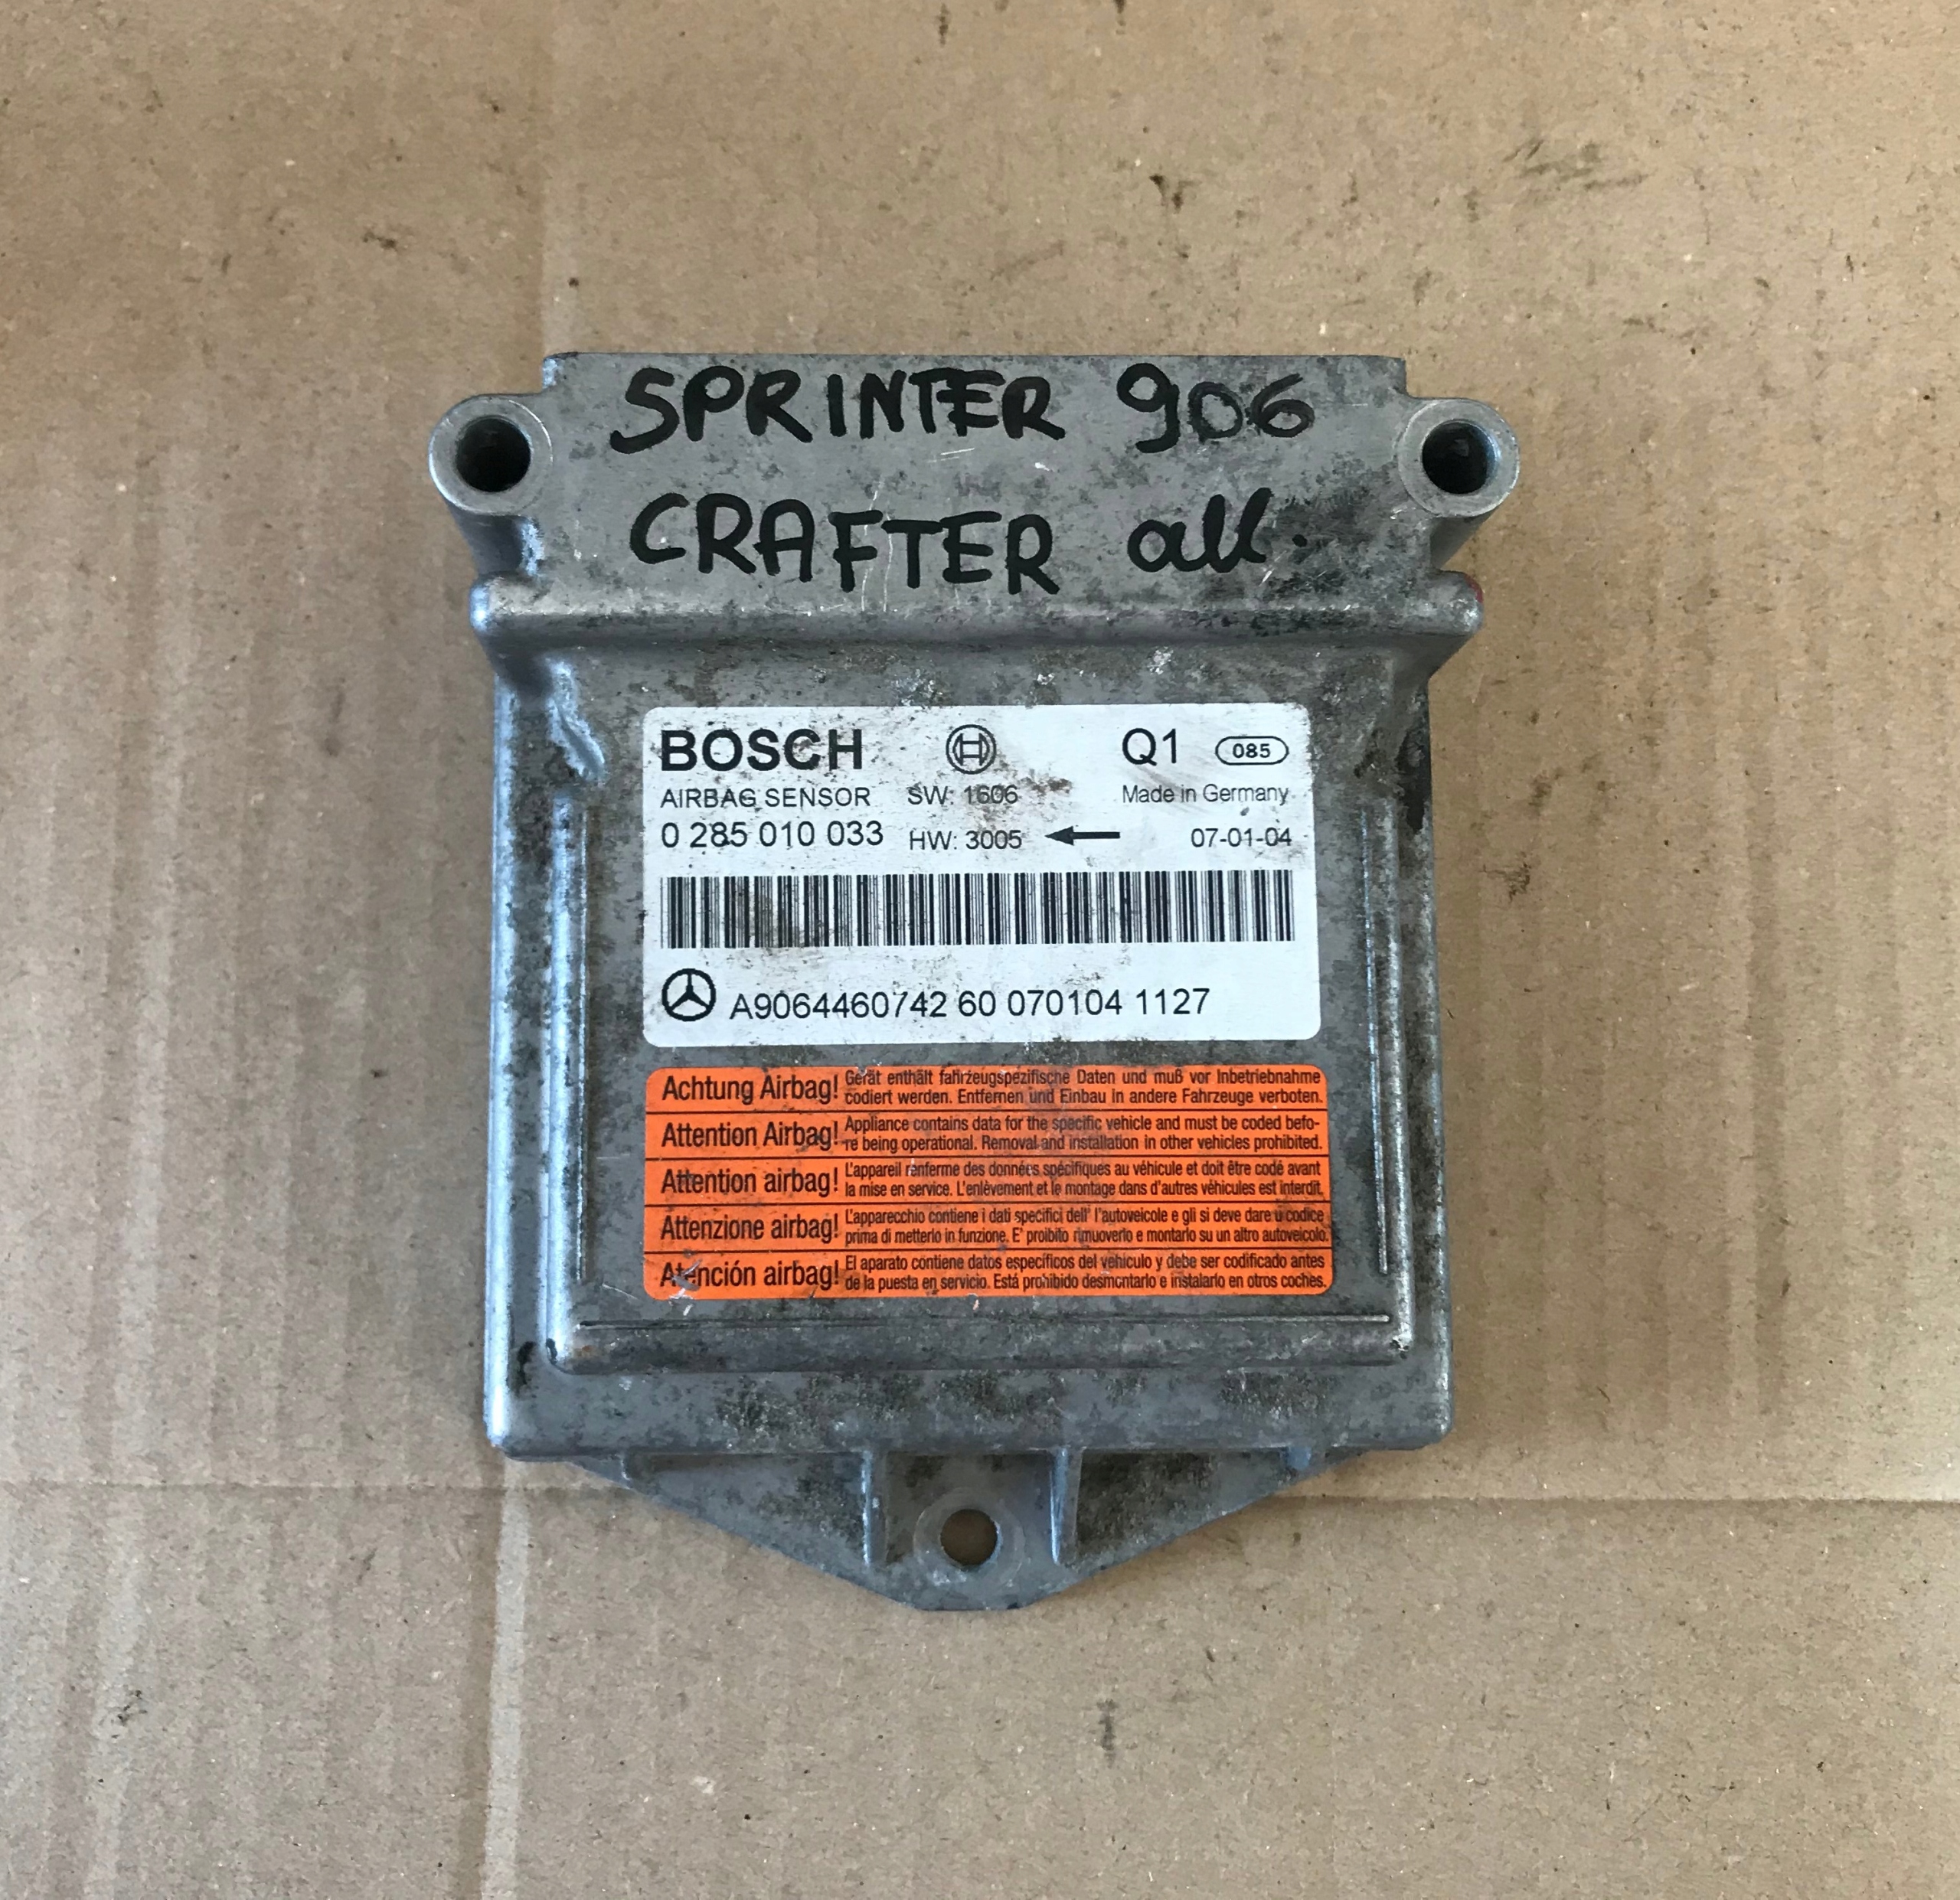 SPRINTER 906
CRAFTER all.
BOSCH Q1 085
AIRBAG SENSOR SW: 1606 Made in Germany
0 285 010 033 HW: 3005 07-01-04
A9064460742 60 070104 1127
Achtung Airbag! Gerät enthält fahrzeugspezifische Daten und muß vor Inbetriebnahme
codiert werden. Entfernen und Einbau in andere Fahrzeuge verboten.
Attention Airbag! Appliance contains data for the specific vehicle and must be coded befo-
re being operational. Removal and installation in other vehicles prohibited.
Attention airbag! L'appareil renferme des données spécifiques au véhicule et doit être codé avant
la mise en service. L'enlèvement et le montage dans d'autres véhicules est interdit.
Attenzione airbag! L'apparecchio contiene i dati specifici dell' l'autoveicole e gli si deve dare u codice
prima di metterlo in funzione. E' proibito rimuoverlo e montarlo su un altro autoveicolo.
Atención airbag! El aparato contiene datos específicos del vehículo y debe ser codificado antes
de la puesta en servicio. Está prohibido desmontarlo e instalarlo en otros coches.